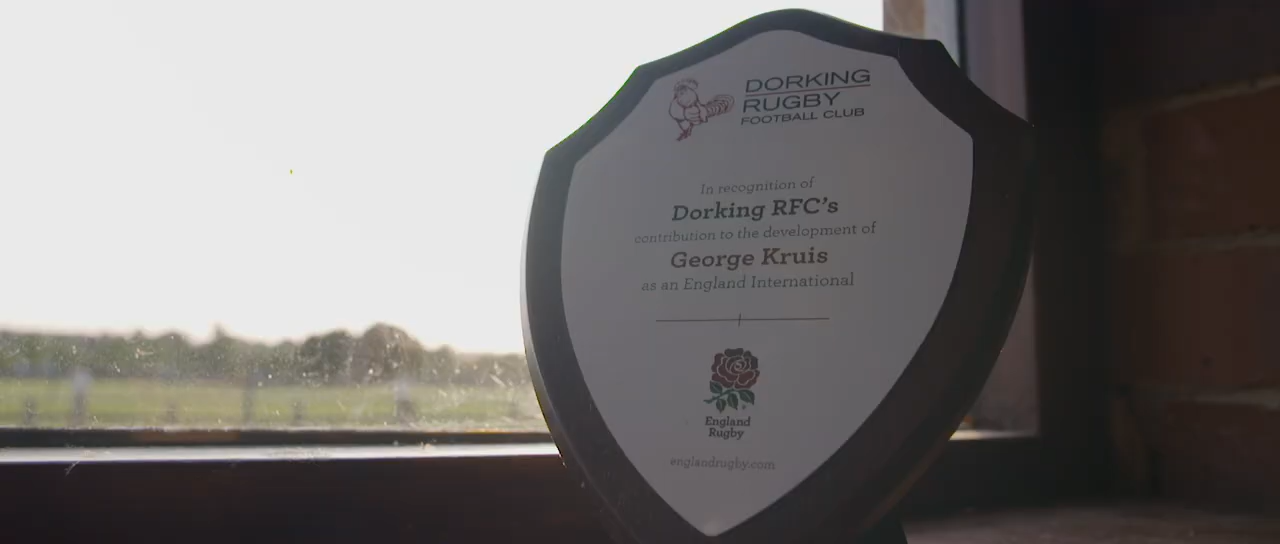 DORKING
RUGBY
FOOTBALL CLUB
In recognition of
Dorking RFC's
contribution to the development of
George Kruis
as an England International
England
Rugby
englandrugby.com